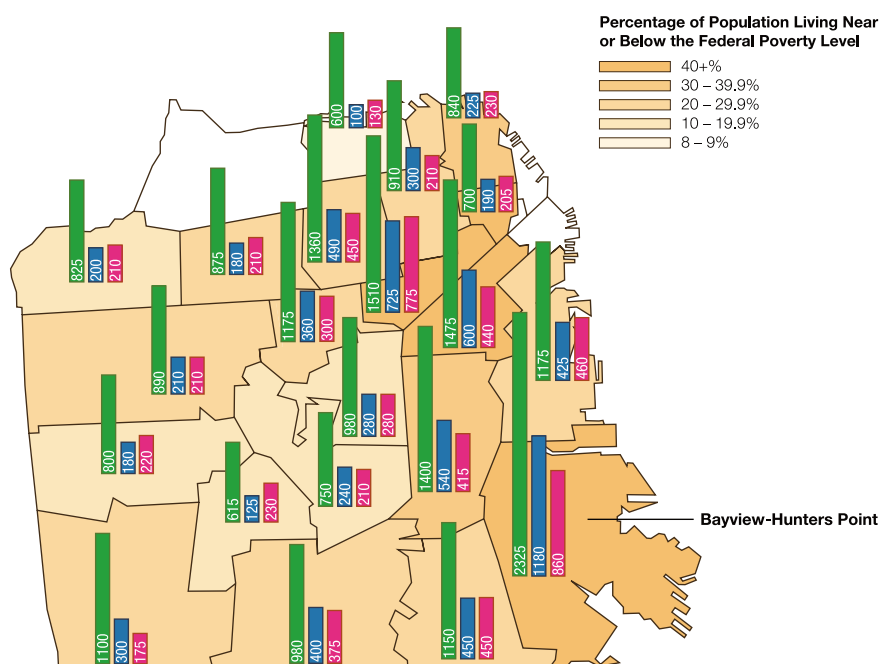 Percentage of Population Living Near
or Below the Federal Poverty Level
40+%
30 – 39.9%
20 – 29.9%
10 – 19.9%
8 – 9%
600 100 130
840 225 230
910 300 210
700 190 205
825 200 210
875 180 210
1360 490 450
1510 725 775
1175 360 300
1475 600 440
1175 425 460
890 210 210
980 280 280
800 180 220
1400 540 415
750 240 210
615 125 230
Bayview-Hunters Point
2325 1180 860
1100 300 175
980 400 375
1150 450 450